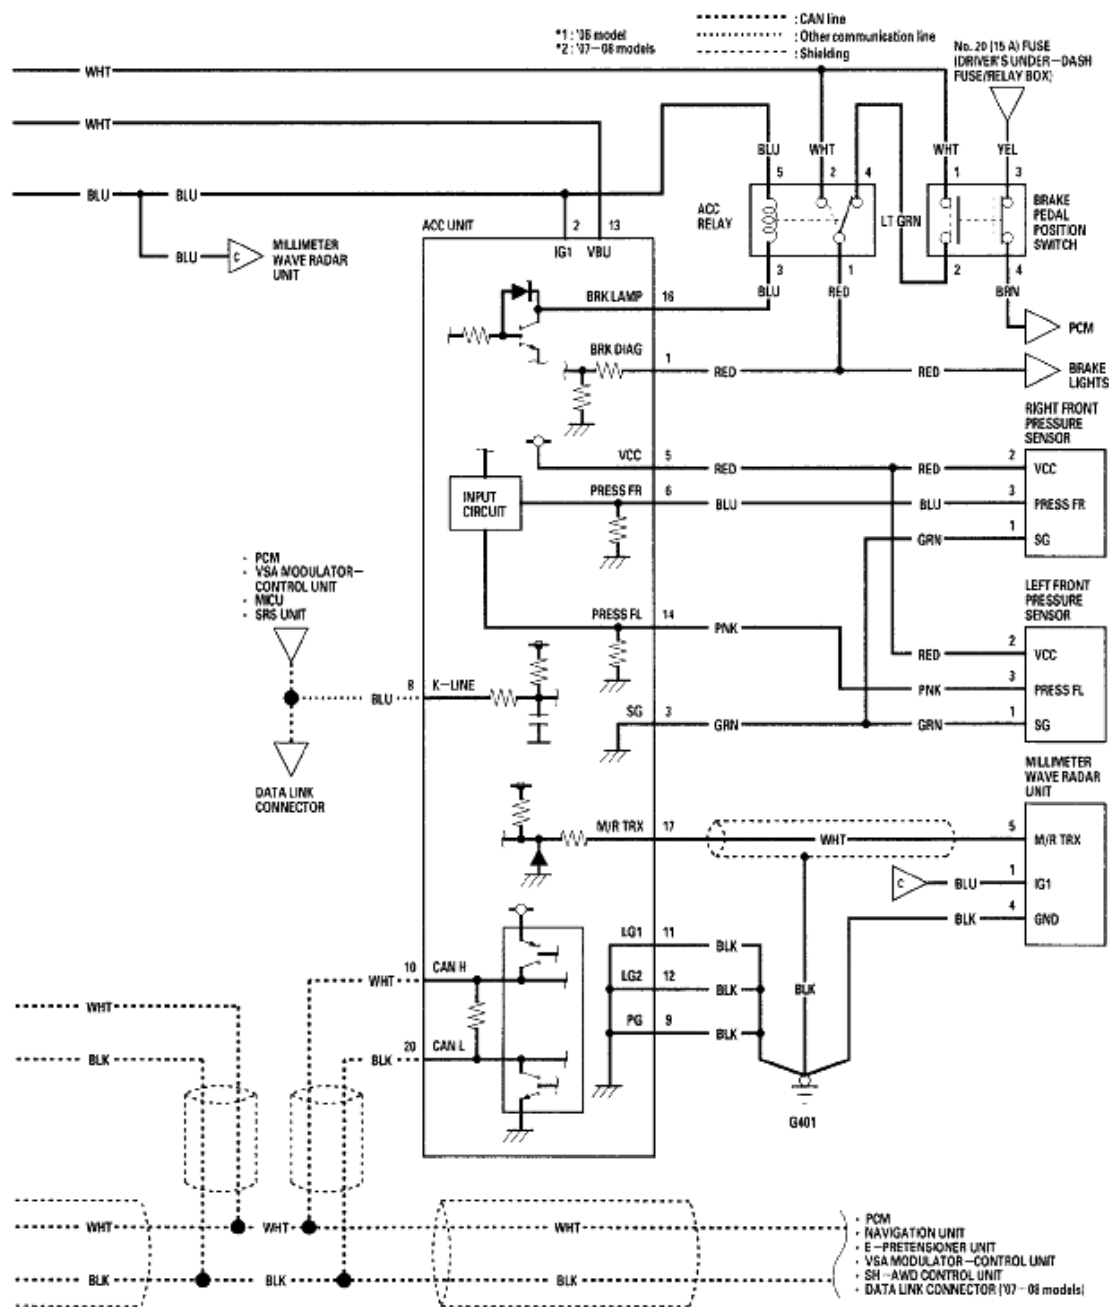 *1 : '06 model
*2 : '07–08 models
: CAN line
: Other communication line
: Shielding
No. 20 (15 A) FUSE
(DRIVER'S UNDER–DASH
FUSE/RELAY BOX)
WHT
WHT
BLU
BLU
BLU
C
MILLIMETER
WAVE RADAR
UNIT
ACC UNIT
2
13
IG1
VBU
BLU
WHT
WHT
YEL
5
2
4
1
3
ACC
RELAY
LT GRN
BRAKE
PEDAL
POSITION
SWITCH
3
1
2
4
BLU
RED
BRN
BRK LAMP
16
PCM
BRK DIAG
1
RED
RED
BRAKE
LIGHTS
RIGHT FRONT
PRESSURE
SENSOR
VCC
5
RED
RED
2
VCC
INPUT
CIRCUIT
PRESS FR
6
BLU
BLU
3
PRESS FR
GRN
1
SG
· PCM
· VSA MODULATOR–
CONTROL UNIT
· MICU
· SRS UNIT
LEFT FRONT
PRESSURE
SENSOR
PRESS FL
14
PNK
RED
2
VCC
BLU
8
K–LINE
PNK
3
PRESS FL
SG
3
GRN
GRN
1
SG
DATA LINK
CONNECTOR
MILLIMETER
WAVE RADAR
UNIT
M/R TRX
17
WHT
5
M/R TRX
C
BLU
1
IG1
BLK
4
GND
LG1
11
BLK
WHT
10
CAN H
LG2
12
BLK
BLK
WHT
PG
9
BLK
BLK
BLK
20
CAN L
G401
WHT
WHT
WHT
BLK
BLK
BLK
· PCM
· NAVIGATION UNIT
· E–PRETENSIONER UNIT
· VSA MODULATOR–CONTROL UNIT
· SH–AWD CONTROL UNIT
· DATA LINK CONNECTOR ('07–08 models)